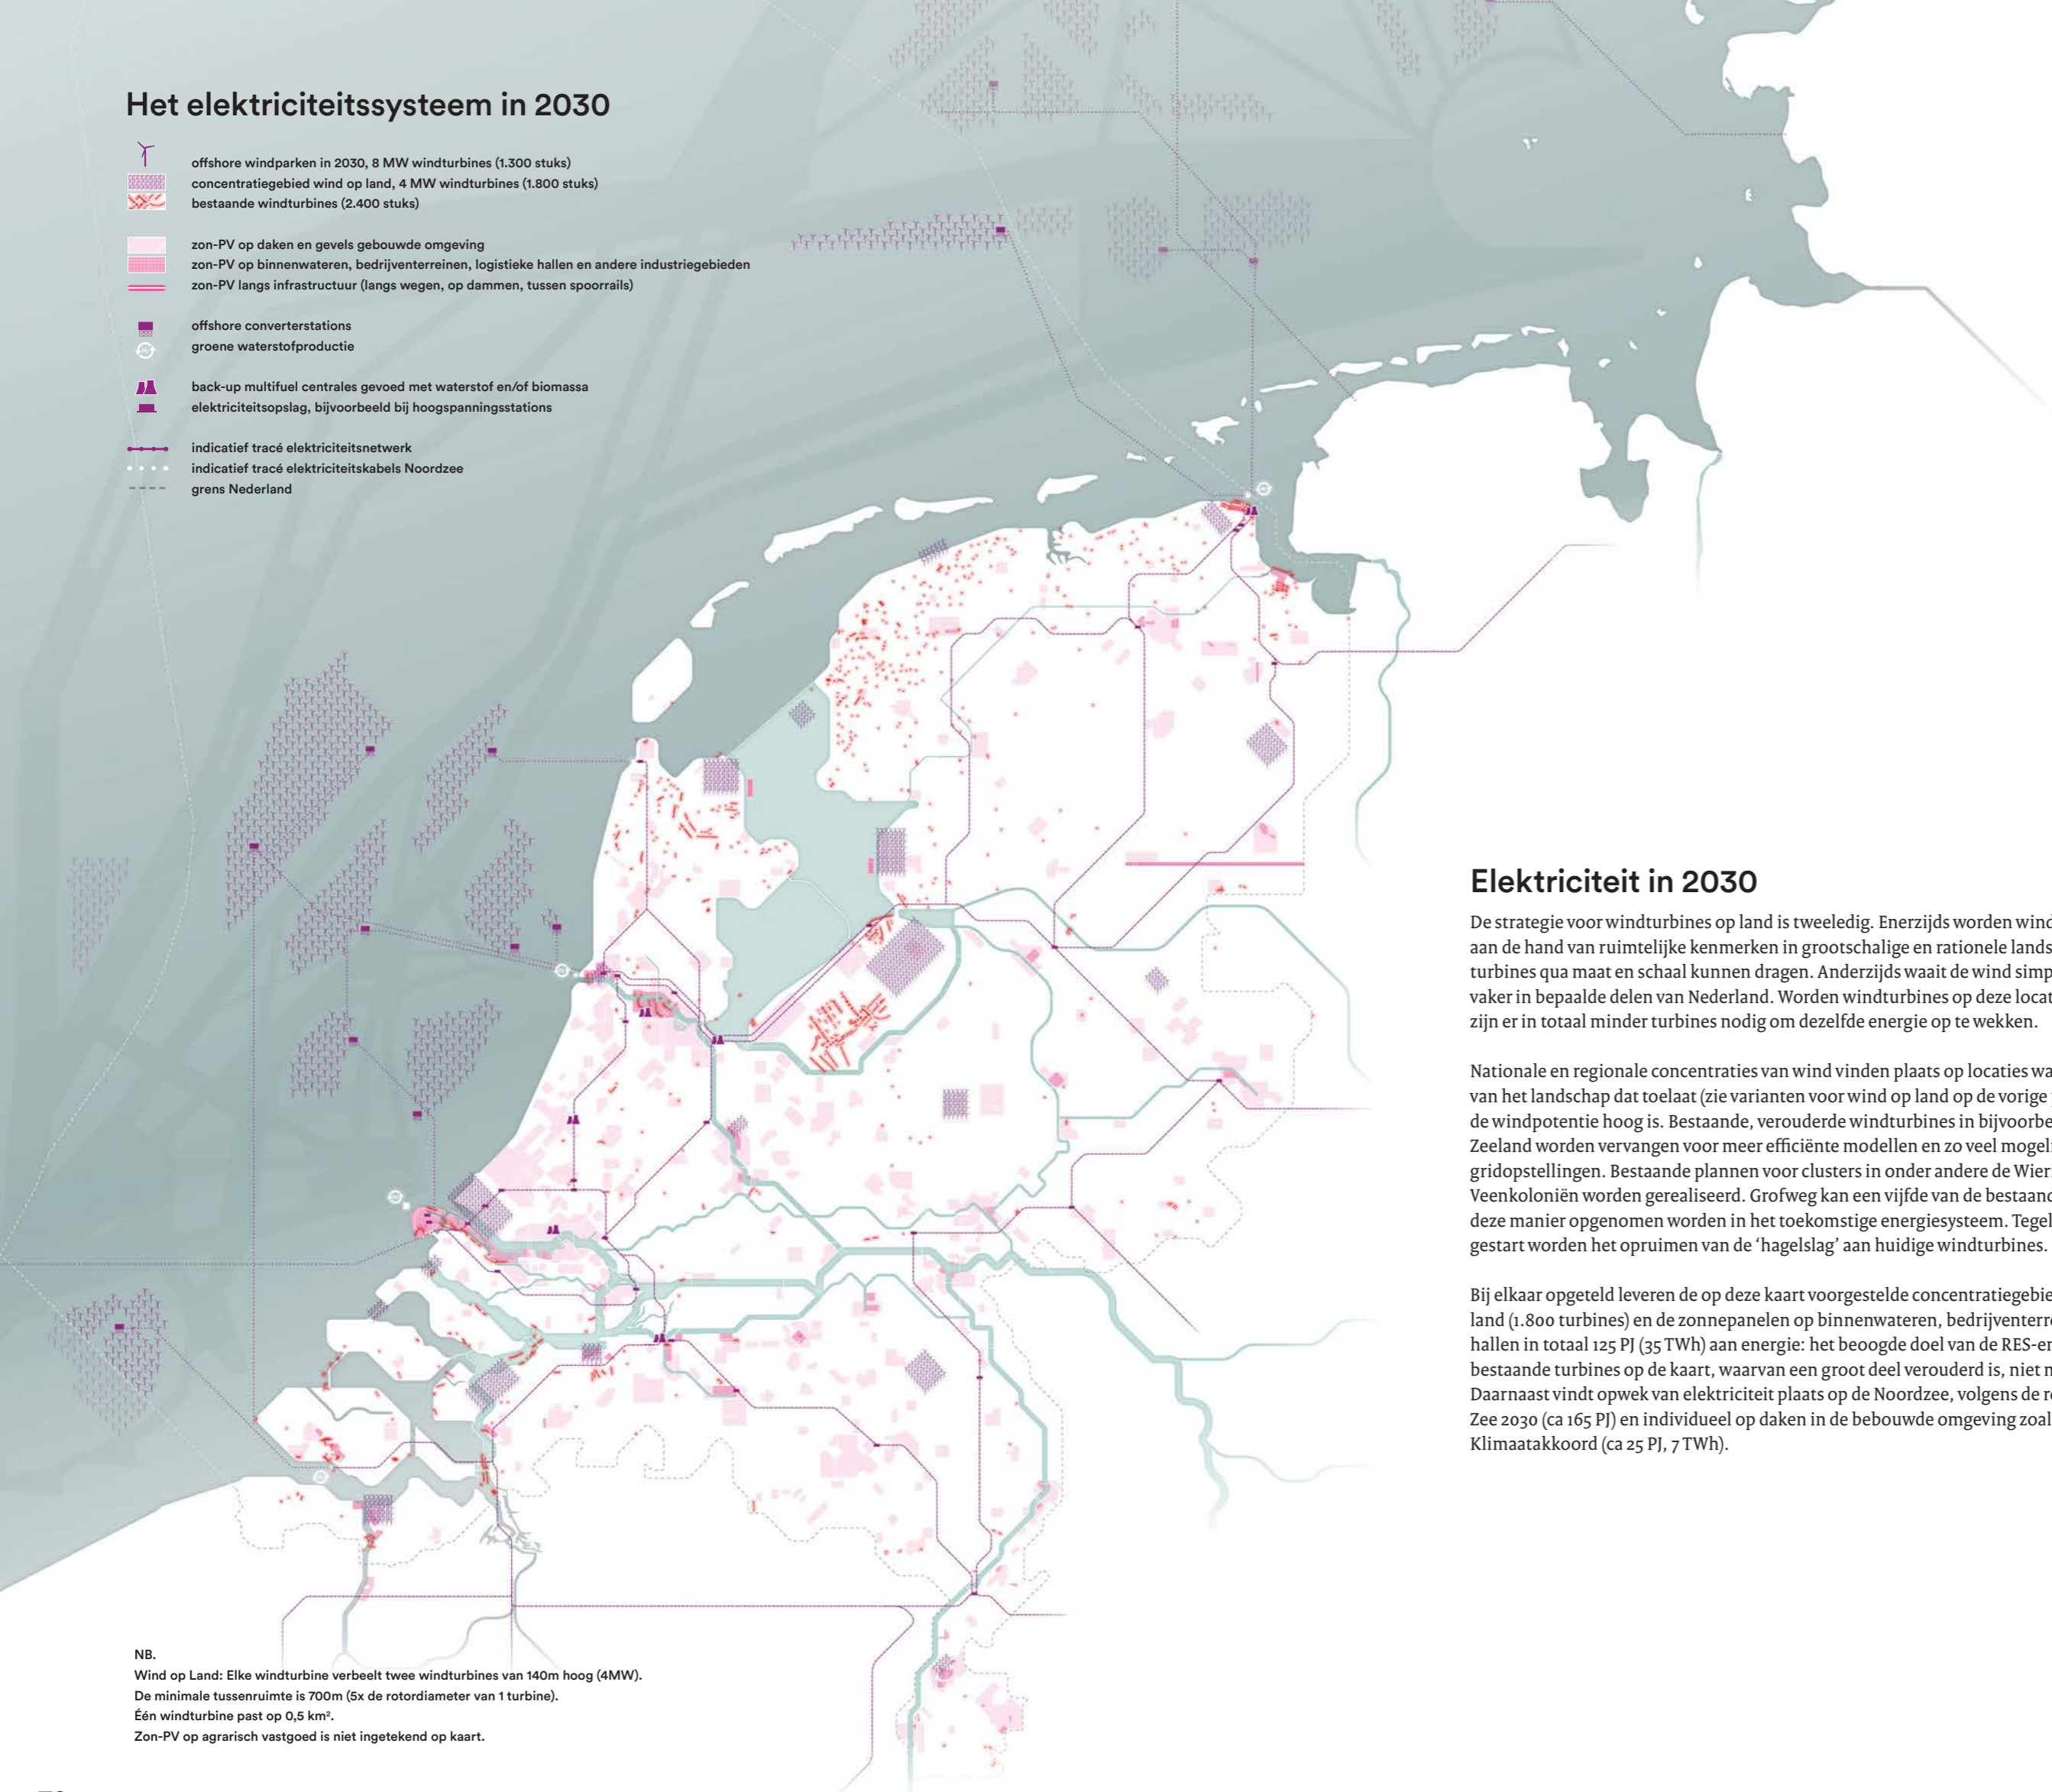 Het elektriciteitssysteem in 2030
offshore windparken in 2030, 8 MW windturbines (1.300 stuks)
concentratiegebied wind op land, 4 MW windturbines (1.800 stuks)
bestaande windturbines (2.400 stuks)
zon-PV op daken en gevels gebouwde omgeving
zon-PV op binnenwateren, bedrijventerreinen, logistieke hallen en andere industriegebieden
zon-PV langs infrastructuur (langs wegen, op dammen, tussen spoorrails)
offshore converterstations
groene waterstofproductie
back-up multifuel centrales gevoed met waterstof en/of biomassa
elektriciteitsopslag, bijvoorbeeld bij hoogspanningsstations
indicatief tracé elektriciteitsnetwerk
indicatief tracé elektriciteitskabels Noordzee
grens Nederland
Elektriciteit in 2030
De strategie voor windturbines op land is tweeledig. Enerzijds worden wind
aan de hand van ruimtelijke kenmerken in grootschalige en rationele lands
turbines qua maat en schaal kunnen dragen. Anderzijds waait de wind simp
vaker in bepaalde delen van Nederland. Worden windturbines op deze locat
zijn er in totaal minder turbines nodig om dezelfde energie op te wekken.
Nationale en regionale concentraties van wind vinden plaats op locaties wa
van het landschap dat toelaat (zie varianten voor wind op land op de vorige
de windpotentie hoog is. Bestaande, verouderde windturbines in bijvoorbe
Zeeland worden vervangen voor meer efficiënte modellen en zo veel mogeli
gridopstellingen. Bestaande plannen voor clusters in onder andere de Wier
Veenkoloniën worden gerealiseerd. Grofweg kan een vijfde van de bestaand
deze manier opgenomen worden in het toekomstige energiesysteem. Tegel
gestart worden het opruimen van de ‘hagelslag’ aan huidige windturbines.
Bij elkaar opgeteld leveren de op deze kaart voorgestelde concentratiegebie
land (1.800 turbines) en de zonnepanelen op binnenwateren, bedrijventerr
hallen in totaal 125 PJ (35 TWh) aan energie: het beoogde doel van de RES-en
bestaande turbines op de kaart, waarvan een groot deel verouderd is, niet m
Daarnaast vindt opwek van elektriciteit plaats op de Noordzee, volgens de r
Zee 2030 (ca 165 PJ) en individueel op daken in de bebouwde omgeving zoal
Klimaatakkoord (ca 25 PJ, 7 TWh).
NB.
Wind op Land: Elke windturbine verbeelt twee windturbines van 140m hoog (4MW).
De minimale tussenruimte is 700m (5x de rotordiameter van 1 turbine).
Één windturbine past op 0,5 km².
Zon-PV op agrarisch vastgoed is niet ingetekend op kaart.